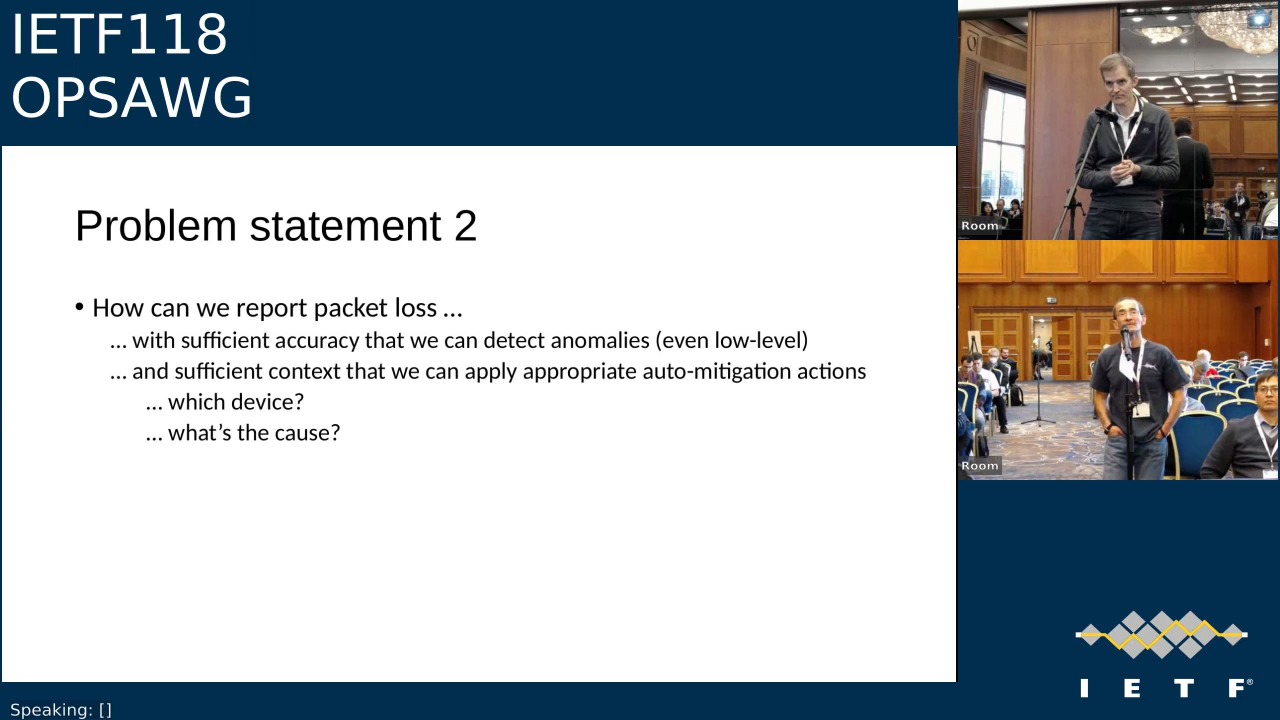 IETF118
OPSAWG
Problem statement 2
• How can we report packet loss …
… with sufficient accuracy that we can detect anomalies (even low-level)
… and sufficient context that we can apply appropriate auto-mitigation actions
… which device?
… what’s the cause?
Room
Room
I E T F®
Speaking: []